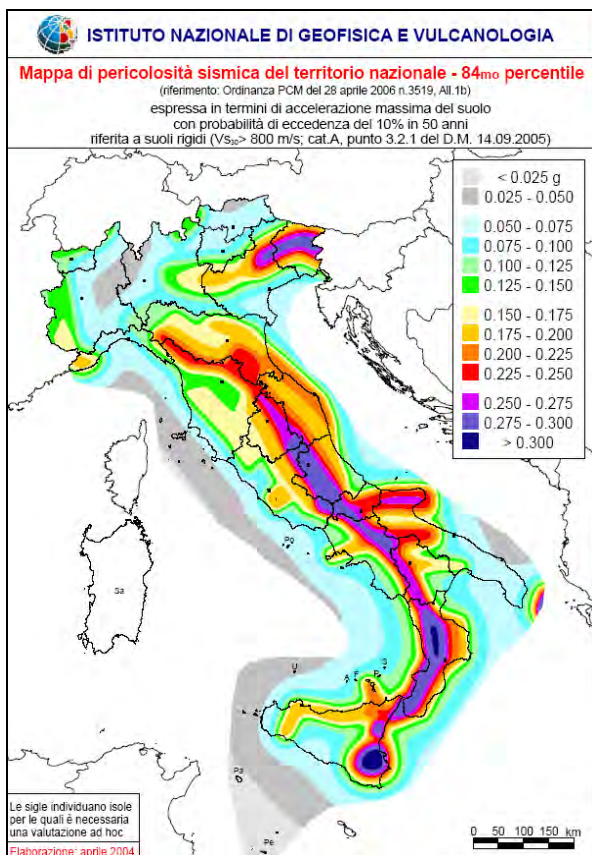 ISTITUTO NAZIONALE DI GEOFISICA E VULCANOLOGIA
Mappa di pericolosità sismica del territorio nazionale - 84mo percentile
(riferimento: Ordinanza PCM del 28 aprile 2006 n.3519, All.1b)
espressa in termini di accelerazione massima del suolo
con probabilità di eccedenza del 10% in 50 anni
riferita a suoli rigidi (Vs30> 800 m/s; cat.A, punto 3.2.1 del D.M. 14.09.2005)
< 0.025 g
0.025 - 0.050
0.050 - 0.075
0.075 - 0.100
0.100 - 0.125
0.125 - 0.150
0.150 - 0.175
0.175 - 0.200
0.200 - 0.225
0.225 - 0.250
0.250 - 0.275
0.275 - 0.300
> 0.300
Po
Sa
U
S
A F P
Pa
Pe
Le sigle individuano isole
per le quali è necessaria
una valutazione ad hoc
Elaborazione: aprile 2004
0 50 100 150 km